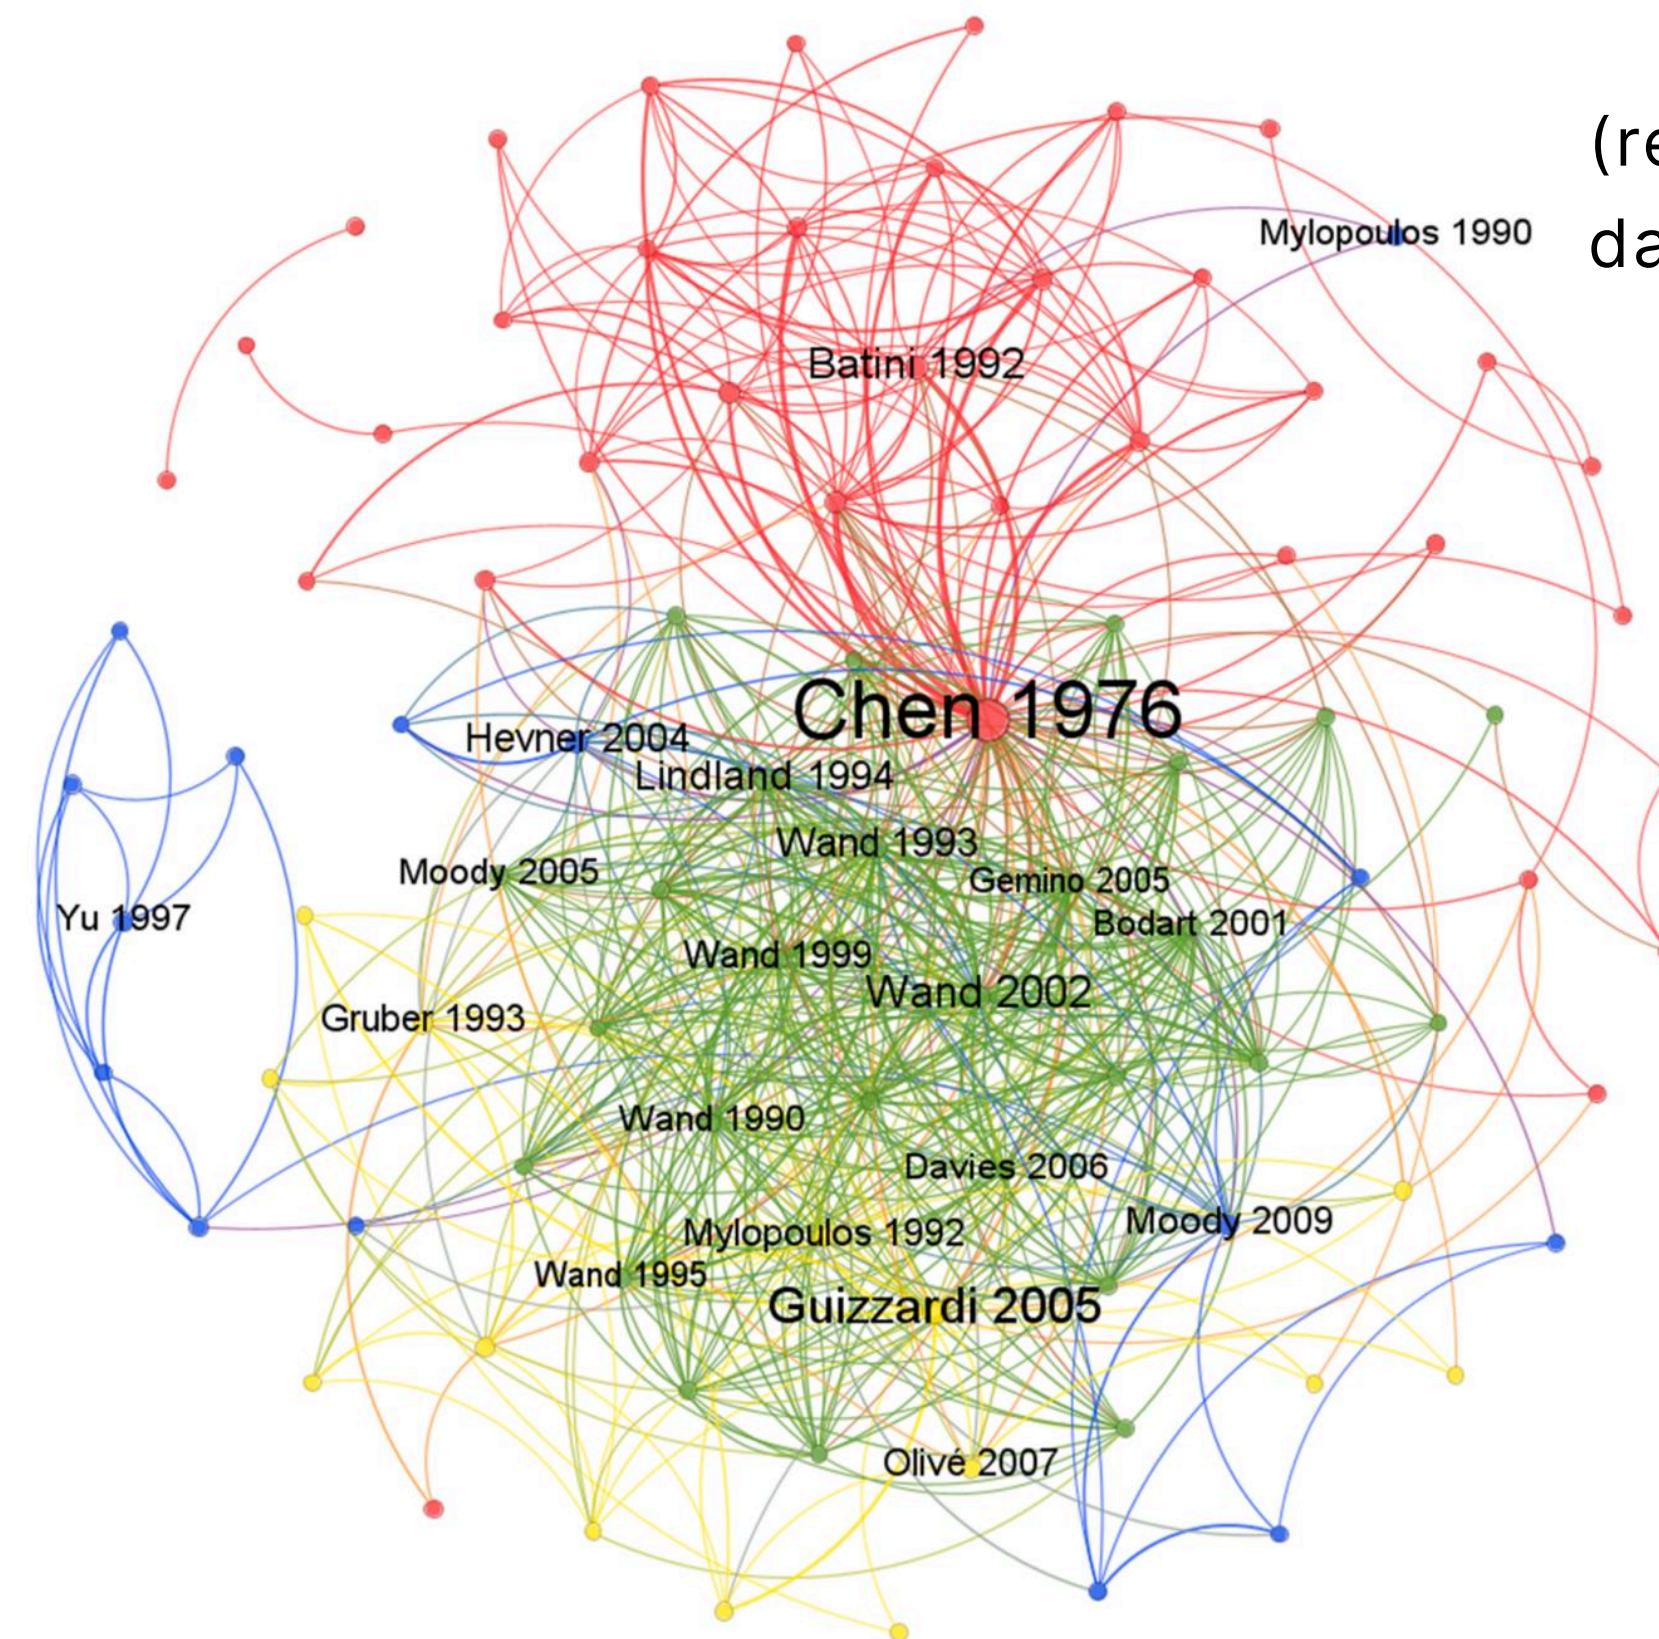 (re
da
Mylopoulos 1990
Batini 1992
Chen 1976
Hevner 2004
Lindland 1994
Wand 1993
Moody 2005
Gemino 2005
Yu 1997
Bodart 2001
Wand 1999
Wand 2002
Gruber 1993
Wand 1990
Davies 2006
Moody 2009
Mylopoulos 1992
Wand 1995
Guizzardi 2005
Olivé 2007